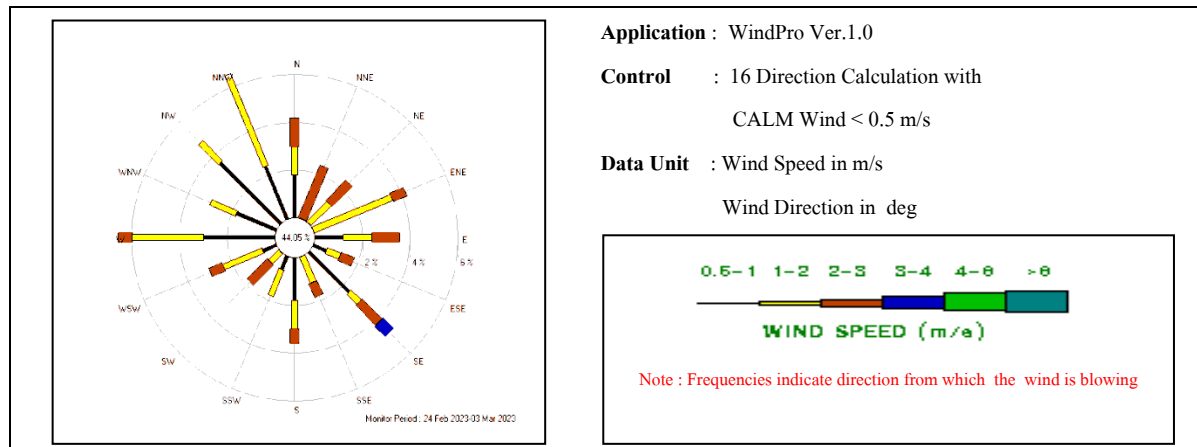 Application : WindPro Ver.1.0
Control : 16 Direction Calculation with
CALM Wind < 0.5 m/s
Data Unit : Wind Speed in m/s
Wind Direction in deg
N
NNE
NE
ENE
E
ESE
SE
SSE
S
SSW
SW
WSW
W
WNW
NW
NNW
44.05 %
2 %
4 %
6 %
Monitor Period : 24 Feb 2023-03 Mar 2023
0.5-1 1-2 2-3 3-4 4-8 >8
WIND SPEED (m/s)
Note : Frequencies indicate direction from which the wind is blowing